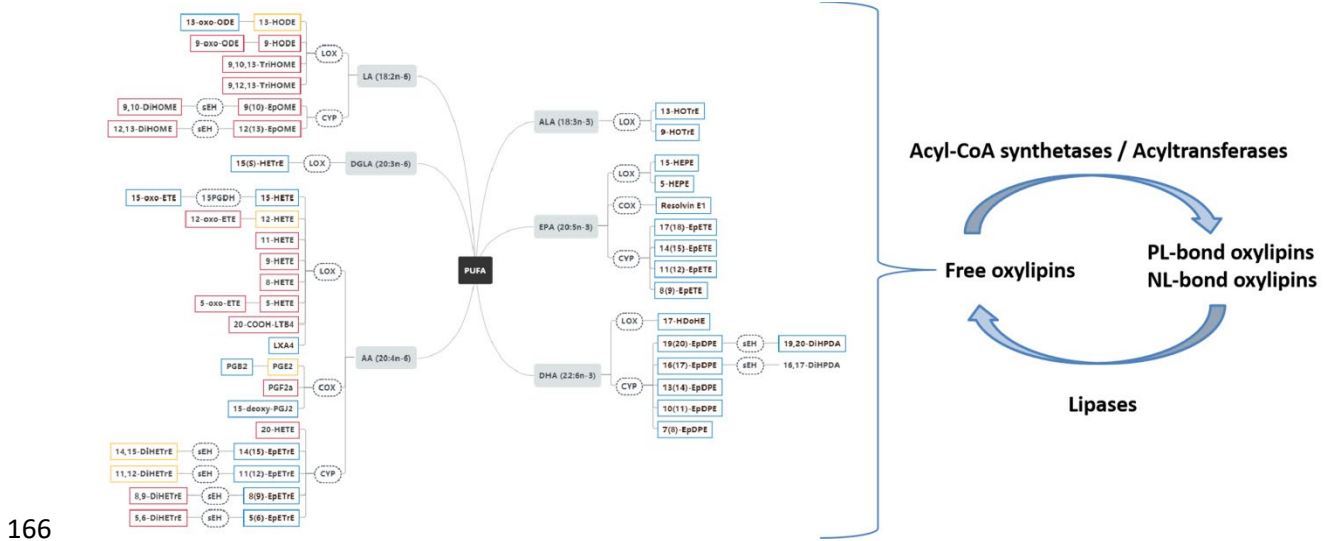 13-oxo-ODE 13-HODE
9-oxo-ODE 9-HODE
LOX
9,10,13-TriHOME
9,12,13-TriHOME
LA (18:2n-6)
9,10-DiHOME sEH 9(10)-EpOME
CYP
12,13-DiHOME sEH 12(13)-EpOME
15(S)-HETrE LOX DGLA (20:3n-6)
15-oxo-ETE 15PGDH 15-HETE
12-oxo-ETE 12-HETE
11-HETE
9-HETE
LOX
8-HETE
5-oxo-ETE 5-HETE
20-COOH-LTB4
LXA4
AA (20:4n-6)
PGB2 PGE2
PGF2a COX
15-deoxy-PGJ2
20-HETE
14,15-DiHETrE sEH 14(15)-EpETrE
11,12-DiHETrE sEH 11(12)-EpETrE CYP
8,9-DiHETrE sEH 8(9)-EpETrE
5,6-DiHETrE sEH 5(6)-EpETrE
PUFA
ALA (18:3n-3) LOX
13-HOTrE
9-HOTrE
EPA (20:5n-3)
LOX
15-HEPE
5-HEPE
COX Resolvin E1
CYP
17(18)-EpETE
14(15)-EpETE
11(12)-EpETE
8(9)-EpETE
DHA (22:6n-3)
LOX 17-HDoHE
CYP
19(20)-EpDPE sEH 19,20-DiHPDA
16(17)-EpDPE sEH 16,17-DiHPDA
13(14)-EpDPE
10(11)-EpDPE
7(8)-EpDPE
Acyl-CoA synthetases / Acyltransferases
Free oxylipins
PL-bond oxylipins
NL-bond oxylipins
Lipases
166